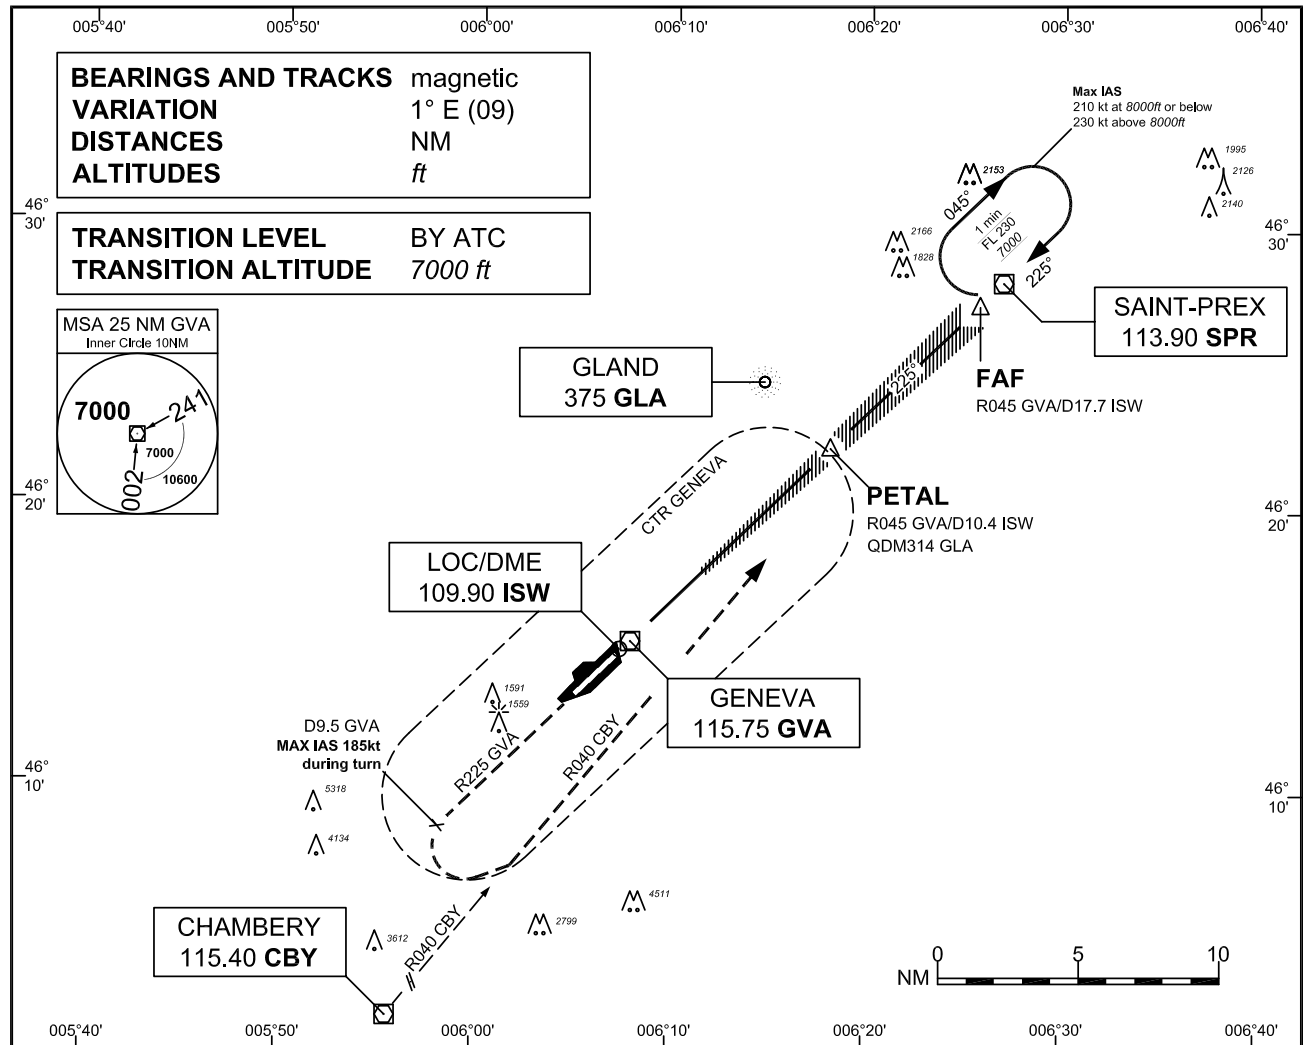 005°40'
005°50'
006°00'
006°10'
006°20'
006°30'
006°40'
BEARINGS AND TRACKS magnetic
VARIATION 1° E (09)
DISTANCES NM
ALTITUDES ft
TRANSITION LEVEL BY ATC
TRANSITION ALTITUDE 7000 ft
46°
30'
46°
20'
46°
10'
MSA 25 NM GVA
Inner Circle 10NM
7000
241
7000
10600
002
Max IAS
210 kt at 8000ft or below
230 kt above 8000ft
1995
2126
2140
2153
2166
1828
045°
1 min
FL 230
7000
225°
SAINT-PREX
113.90 SPR
FAF
R045 GVA/D17.7 ISW
GLAND
375 GLA
225°
CTR GENEVA
PETAL
R045 GVA/D10.4 ISW
QDM314 GLA
LOC/DME
109.90 ISW
GENEVA
115.75 GVA
1591
1559
D9.5 GVA
MAX IAS 185kt
during turn
R225 GVA
R040 CBY
5318
4134
4511
2799
3612
R040 CBY
CHAMBERY
115.40 CBY
46°
30'
46°
20'
46°
10'
0
5
10
NM
005°40'
005°50'
006°00'
006°10'
006°20'
006°30'
006°40'